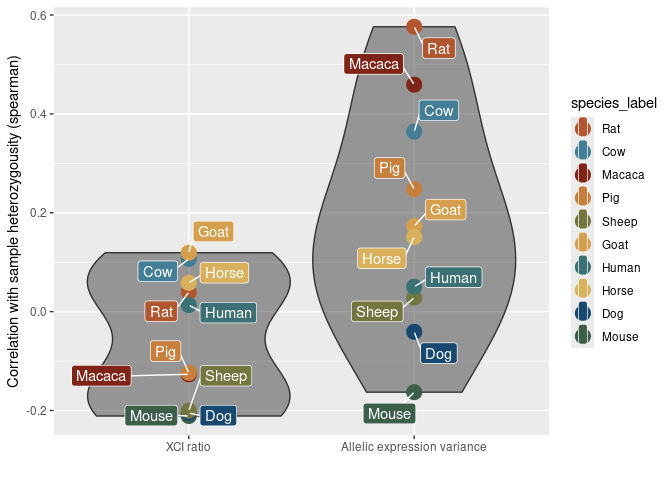 Correlation with sample heterozygousity (spearman)
0.6
0.4
0.2
0.0
-0.2
Rat
Macaca
Cow
Pig
Goat
Horse
Human
Sheep
Dog
Mouse
Goat
Cow
Horse
Rat
Human
Pig
Macaca
Sheep
Mouse
Dog
XCI ratio
Allelic expression variance
species_label
Rat
Cow
Macaca
Pig
Sheep
Goat
Human
Horse
Dog
Mouse